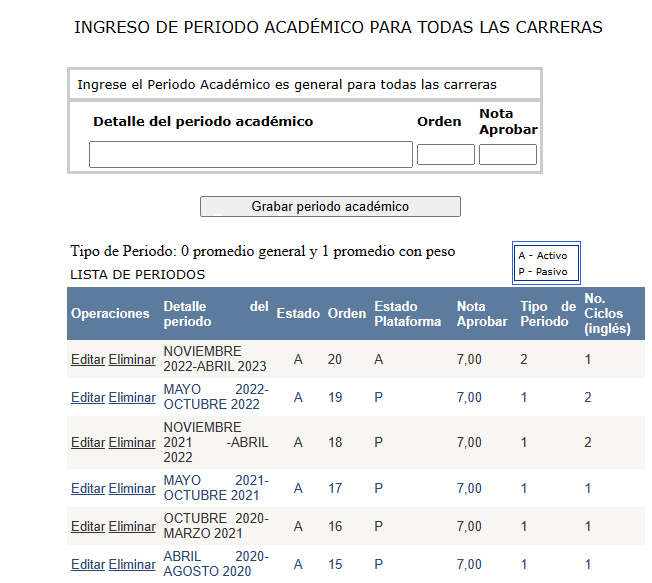 INGRESO DE PERIODO ACADÉMICO PARA TODAS LAS CARRERAS
Ingrese el Periodo Académico es general para todas las carreras
Detalle del periodo académico Orden Nota Aprobar
Grabar periodo académico
Tipo de Periodo: 0 promedio general y 1 promedio con peso
A - Activo
P - Pasivo
LISTA DE PERIODOS
Operaciones Detalle del periodo Estado Orden Estado Plataforma Nota Aprobar Tipo de Periodo No. Ciclos (inglés)
Editar Eliminar NOVIEMBRE 2022-ABRIL 2023 A 20 A 7,00 2 1
Editar Eliminar MAYO 2022-OCTUBRE 2022 A 19 P 7,00 1 2
Editar Eliminar NOVIEMBRE 2021 -ABRIL 2022 A 18 P 7,00 1 2
Editar Eliminar MAYO 2021-OCTUBRE 2021 A 17 P 7,00 1 1
Editar Eliminar OCTUBRE 2020-MARZO 2021 A 16 P 7,00 1 1
Editar Eliminar ABRIL 2020-AGOSTO 2020 A 15 P 7,00 1 1